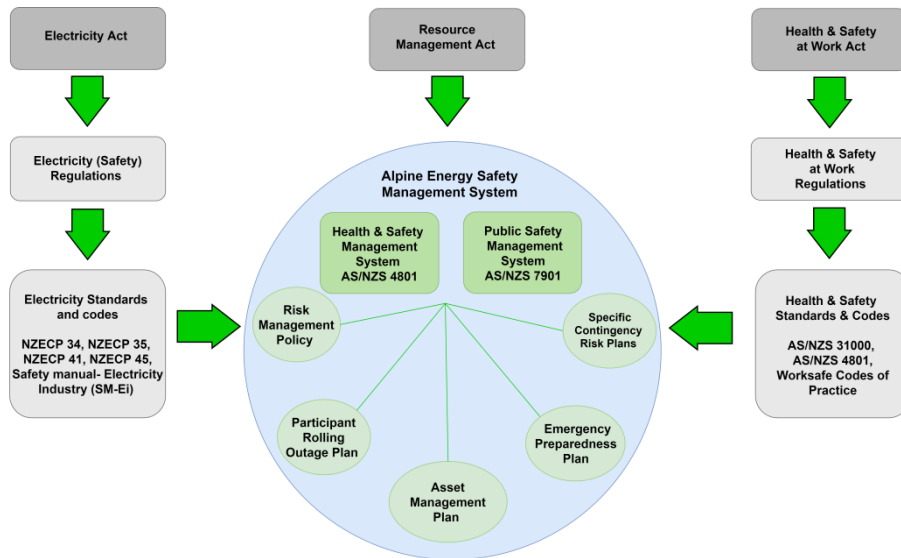 Electricity Act
Resource
Management Act
Health & Safety
at Work Act
Electricity (Safety)
Regulations
Health & Safety
at Work
Regulations
Alpine Energy Safety
Management System
Health & Safety
Management
System
AS/NZS 4801
Public Safety
Management
System
AS/NZS 7901
Electricity Standards
and codes
NZECP 34, NZECP 35,
NZECP 41, NZECP 45,
Safety manual- Electricity
Industry (SM-Ei)
Risk
Management
Policy
Specific
Contingency
Risk Plans
Health & Safety
Standards & Codes
AS/NZS 31000,
AS/NZS 4801,
Worksafe Codes of
Practice
Participant
Rolling
Outage Plan
Emergency
Preparedness
Plan
Asset
Management
Plan